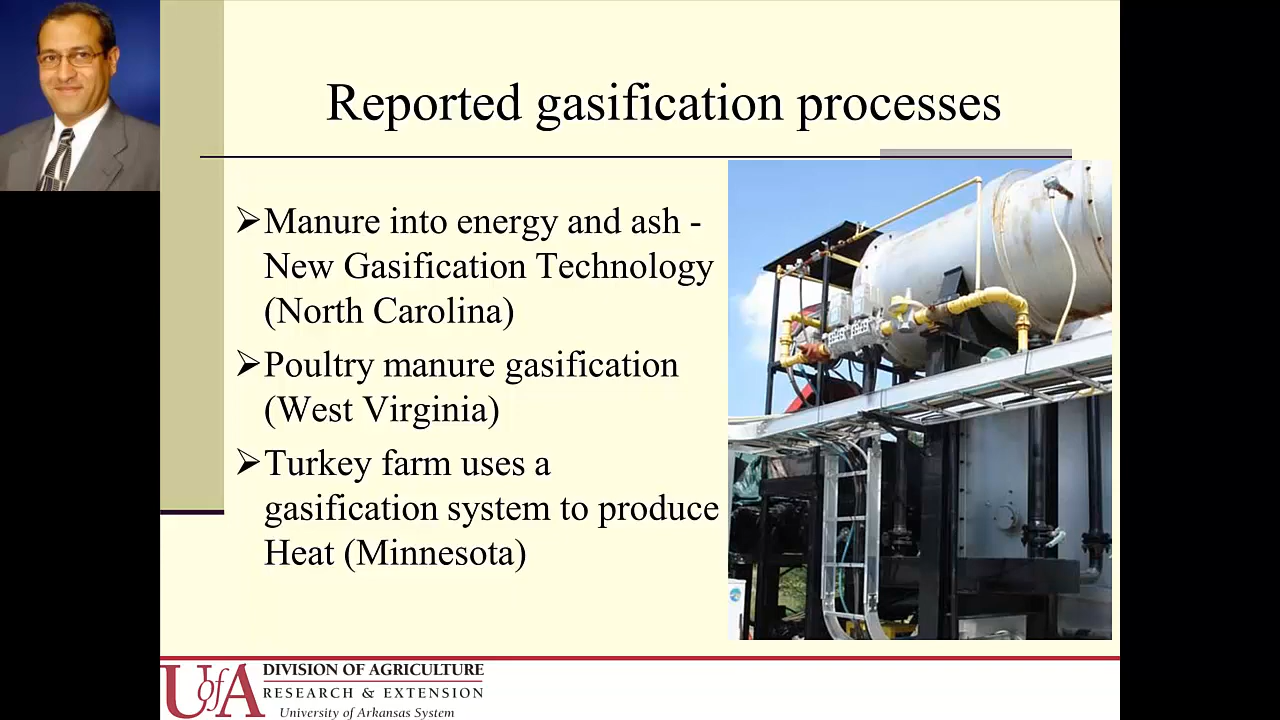 Reported gasification processes
➢Manure into energy and ash -
New Gasification Technology
(North Carolina)
➢Poultry manure gasification
(West Virginia)
➢Turkey farm uses a
gasification system to produce
Heat (Minnesota)
UofA
DIVISION OF AGRICULTURE
RESEARCH & EXTENSION
University of Arkansas System